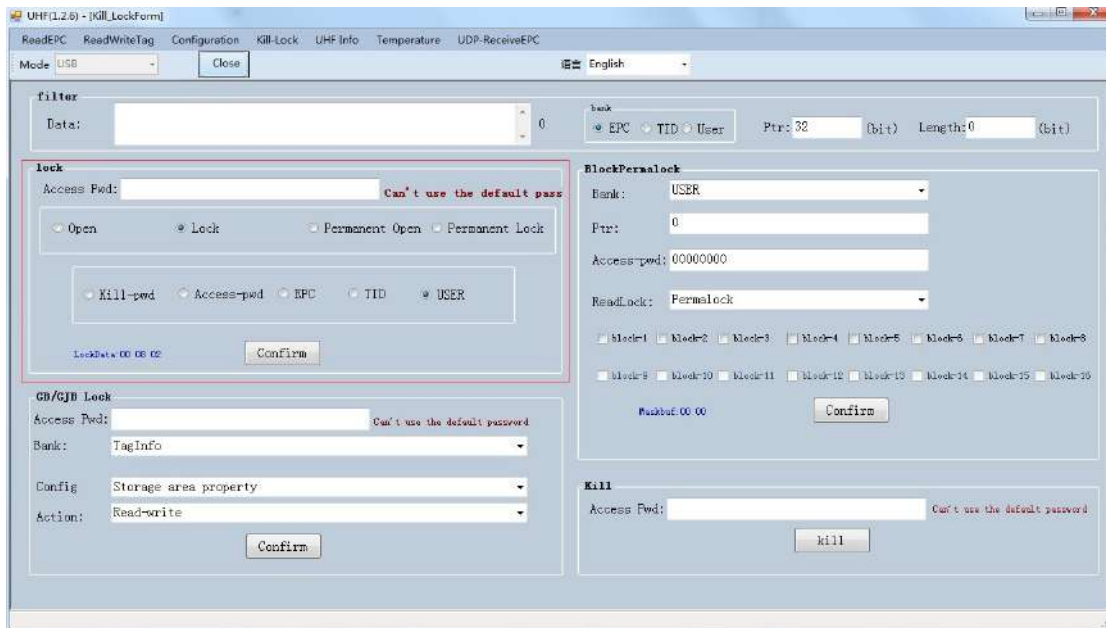 UHF(1.2.6) - [Kill_LockForm]
ReadEPC ReadWriteTag Configuration Kill-Lock UHF Info Temperature UDP-ReceiveEPC
Mode USB Close 语言 English
filter
Data: 0
bank
EPC TID User Ptr: 32 (bit) Length: 0 (bit)
lock
Access Pwd: Can't use the default pass
Open Lock Permanent Open Permanent Lock
Kill-pwd Access-pwd EPC TID USER
LockData:00 08 02 Confirm
BlockPermalock
Bank: USER
Ptr: 0
Access-pwd: 00000000
ReadLock: Permalock
block-1 block-2 block-3 block-4 block-5 block-6 block-7 block-8
block-9 block-10 block-11 block-12 block-13 block-14 block-15 block-16
Maskbuf:00 00 Confirm
GB/GJB Lock
Access Pwd: Can't use the default password
Bank: TagInfo
Config Storage area property
Action: Read-write
Confirm
Kill
Access Pwd: Can't use the default password
kill